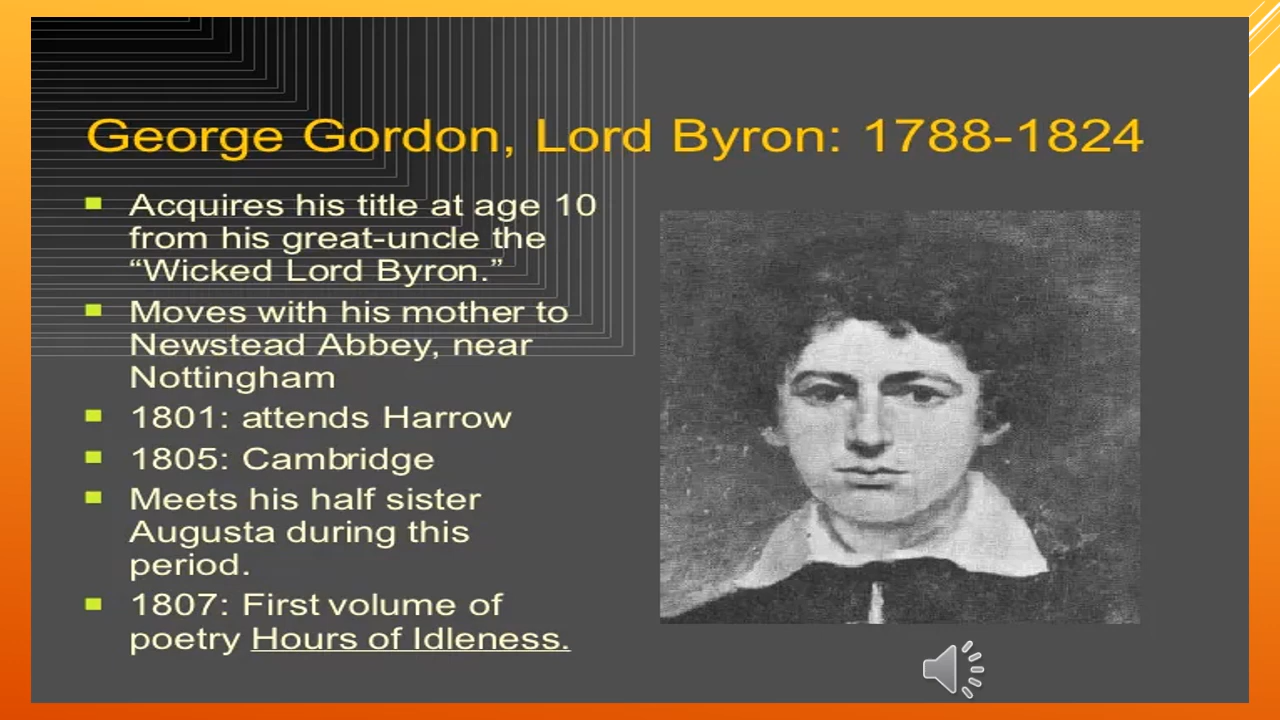 George Gordon, Lord Byron: 1788-1824
Acquires his title at age 10
from his great-uncle the
“Wicked Lord Byron.”
Moves with his mother to
Newstead Abbey, near
Nottingham
1801: attends Harrow
1805: Cambridge
Meets his half sister
Augusta during this
period.
1807: First volume of
poetry Hours of Idleness.